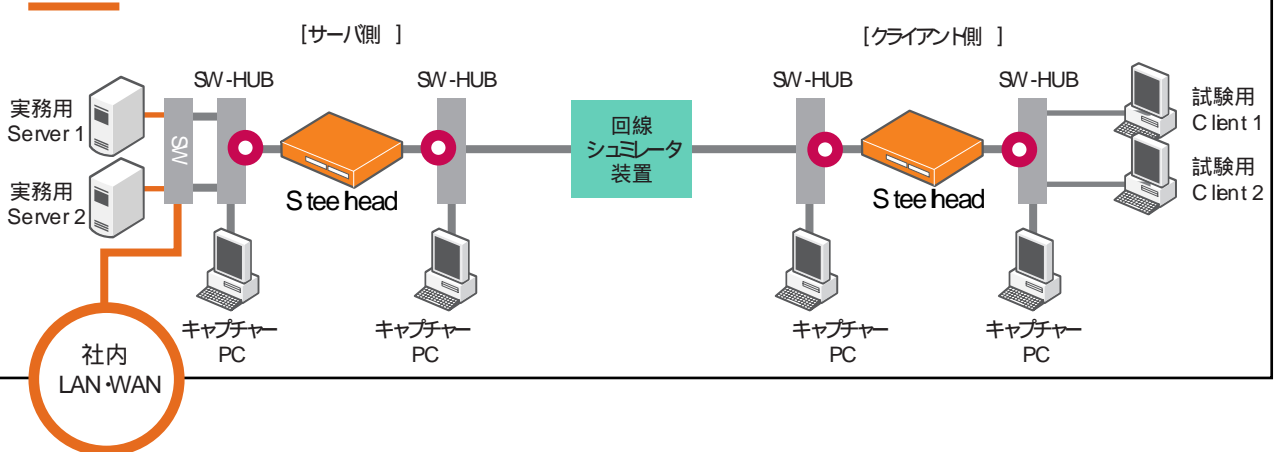 [サーバ側 ]
[クライアント側 ]
SW-HUB
SW-HUB
SW-HUB
SW-HUB
実務用
Server 1
SW
実務用
Server 2
Steelhead
回線
シュミレータ
装置
Steelhead
試験用
Client 1
試験用
Client 2
キャプチャー
PC
キャプチャー
PC
キャプチャー
PC
キャプチャー
PC
社内
LAN・WAN